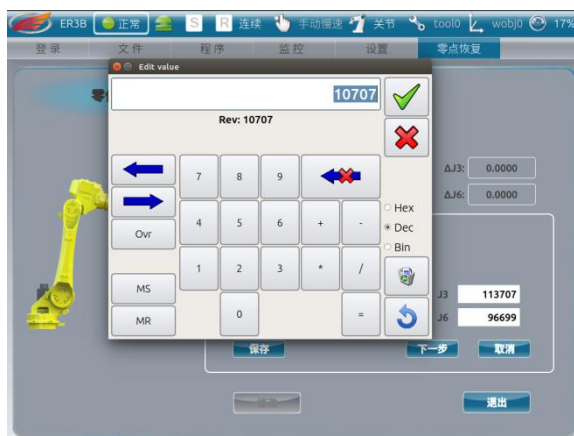 ER3B 正常 S R 连续 手动慢速 关节 tool0 wobj0 17%
登录 文件 程序 监控 设置 零点恢复
Edit value
10707
Rev: 10707
7 8 9
ΔJ3: 0.0000
ΔJ6: 0.0000
Hex
Ovr 4 5 6 + - Dec
Bin
1 2 3 * /
MS
J3 113707
MR 0 = J6 96699
保存 下一步 取消
退出